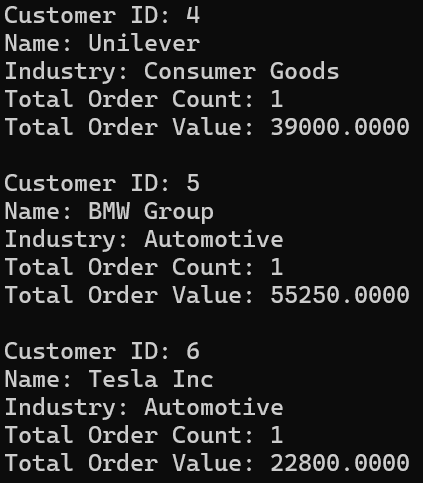 Customer ID: 4
Name: Unilever
Industry: Consumer Goods
Total Order Count: 1
Total Order Value: 39000.0000
Customer ID: 5
Name: BMW Group
Industry: Automotive
Total Order Count: 1
Total Order Value: 55250.0000
Customer ID: 6
Name: Tesla Inc
Industry: Automotive
Total Order Count: 1
Total Order Value: 22800.0000